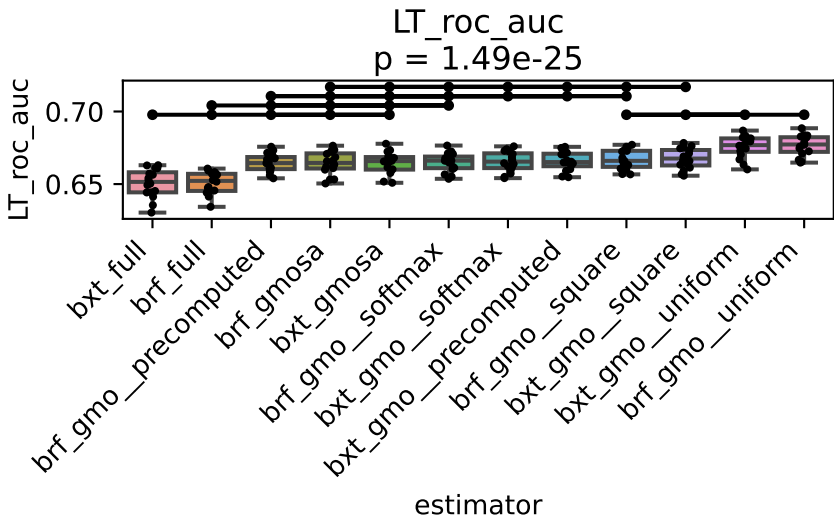 LT_roc_auc
p = 1.49e-25
LT_roc_auc
0.70
0.65
bxt_full
brf_full
brf_gmo__precomputed
brf_gmosa
bxt_gmosa
brf_gmo__softmax
bxt_gmo__softmax
bxt_gmo__precomputed
brf_gmo__square
bxt_gmo__square
bxt_gmo__uniform
brf_gmo__uniform
estimator